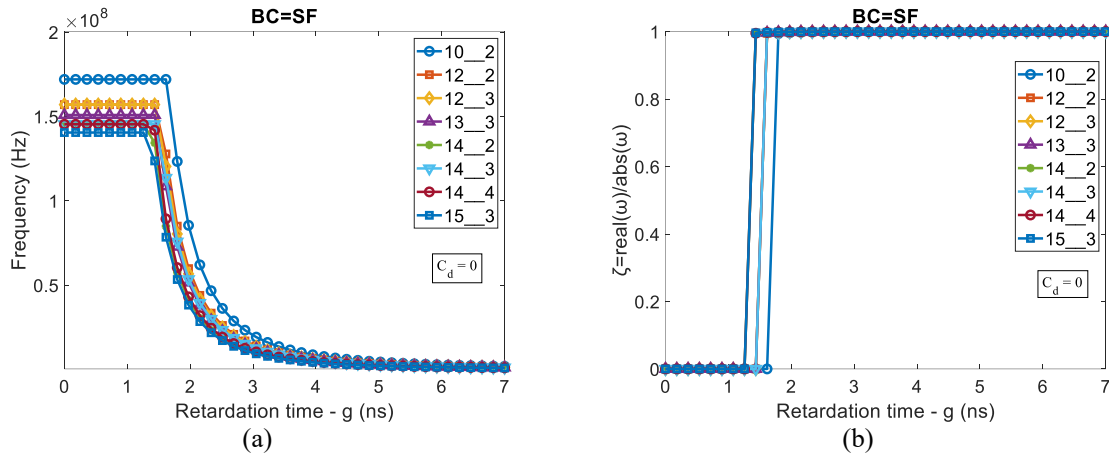 BC=SF
×10⁸
2
1.5
1
0.5
0 1 2 3 4 5 6 7
Frequency (Hz)
Retardation time - g (ns)
10__2
12__2
12__3
13__3
14__2
14__3
14__4
15__3
C_d = 0
(a)
BC=SF
1
0.8
0.6
0.4
0.2
0
0 1 2 3 4 5 6 7
ζ=real(ω)/abs(ω)
Retardation time - g (ns)
10__2
12__2
12__3
13__3
14__2
14__3
14__4
15__3
C_d = 0
(b)